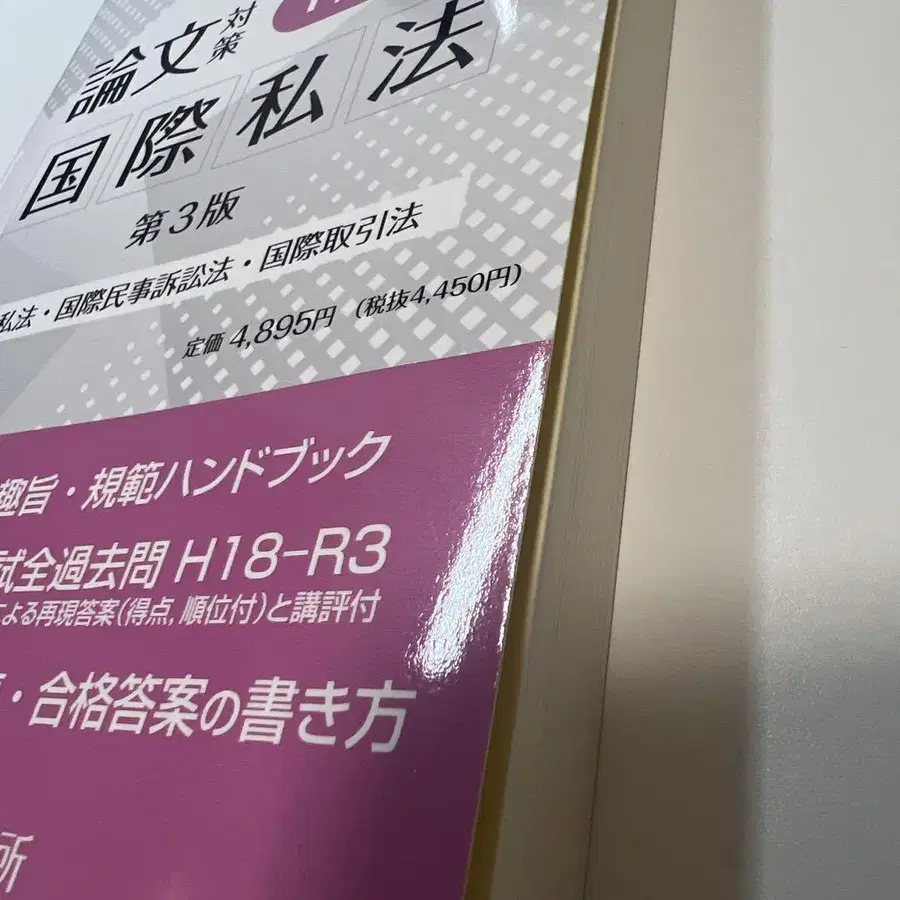 論文対策
国際私法
第3版
私法・国際民事訴訟法・国際取引法
定価 4,895円 (税抜4,450円)
趣旨・規範ハンドブック
試全過去問 H18-R3
よる再現答案(得点,順位付)と講評付
・合格答案の書き方
所